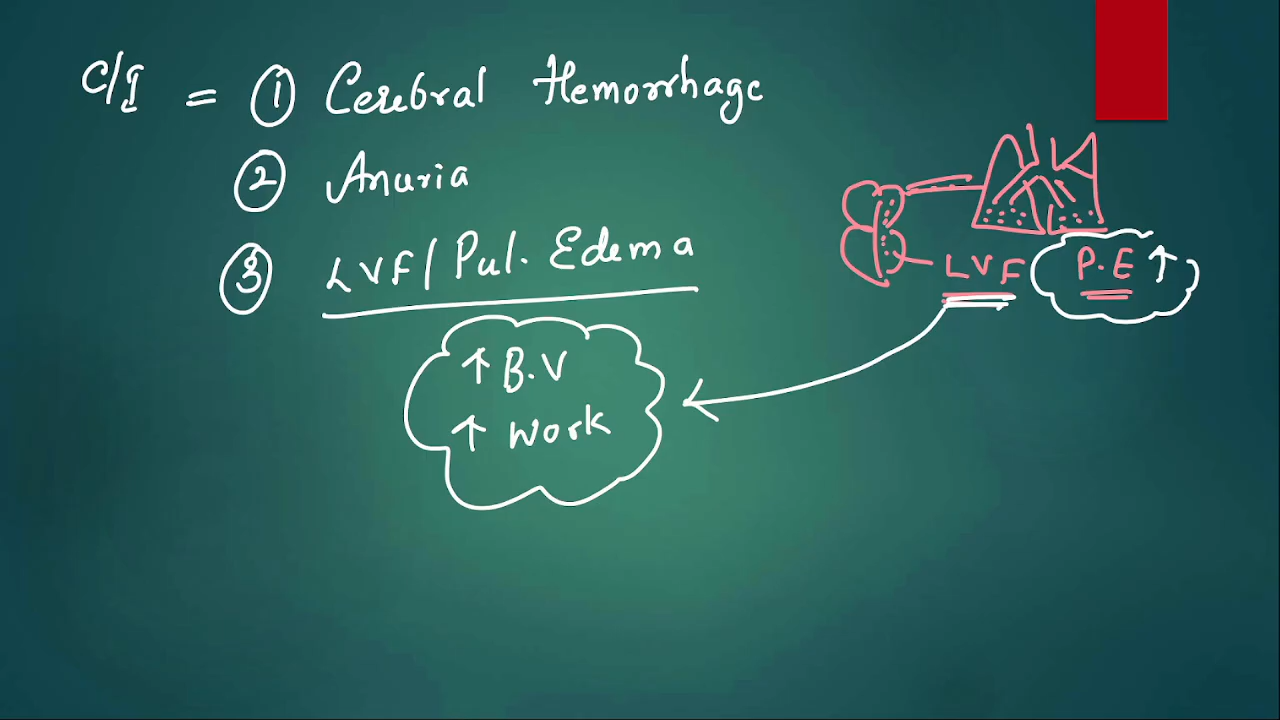 C/I = ① Cerebral Hemorrhage
② Anuria
③ LVF/Pul. Edema
LVF P.E ↑
↑ B.V
↑ Work